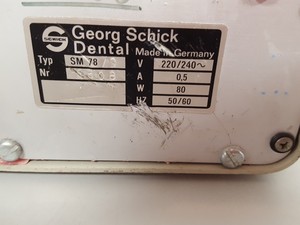 SCHICK
Georg Schick
Dental Made in Germany
Typ SM 78 V 220/240~
Nr A 0,5
W 80
HZ 50/60